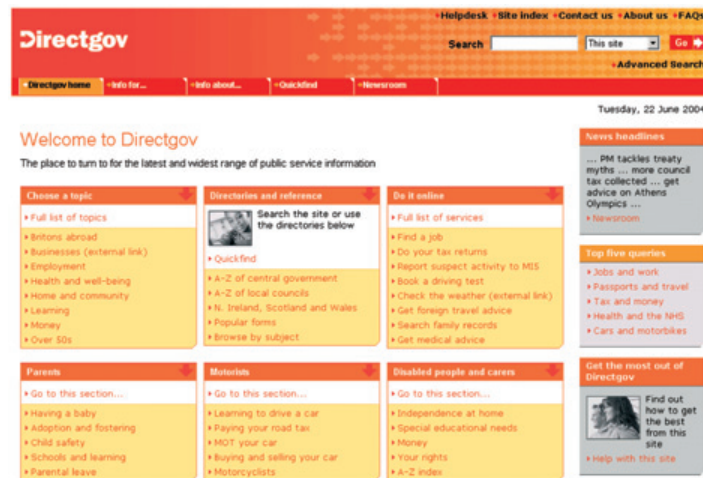 Helpdesk Site index Contact us About us FAQs
Directgov
Search This site Go
Advanced Search
Directgov home Info for... Info about... Quickfind Newsroom
Tuesday, 22 June 2004
Welcome to Directgov
The place to turn to for the latest and widest range of public service information
Choose a topic
Full list of topics
Britons abroad
Businesses (external link)
Employment
Health and well-being
Home and community
Learning
Money
Over 50s
Directories and reference
Search the site or use
the directories below
Quickfind
A-Z of central government
A-Z of local councils
N. Ireland, Scotland and Wales
Popular forms
Browse by subject
Do it online
Full list of services
Find a job
Do your tax returns
Report suspect activity to MI5
Book a driving test
Check the weather (external link)
Get foreign travel advice
Search family records
Get medical advice
News headlines
... PM tackles treaty
myths ... more council
tax collected ... get
advice on Athens
Olympics ...
Newsroom
Top five queries
Jobs and work
Passports and travel
Tax and money
Health and the NHS
Cars and motorbikes
Parents
Go to this section...
Having a baby
Adoption and fostering
Child safety
Schools and learning
Parental leave
Motorists
Go to this section...
Learning to drive a car
Paying your road tax
MOT your car
Buying and selling your car
Motorcyclists
Disabled people and carers
Go to this section...
Independence at home
Special educational needs
Money
Your rights
A-Z index
Get the most out of
Directgov
Find out
how to get
the best
from this
site
Help with this site